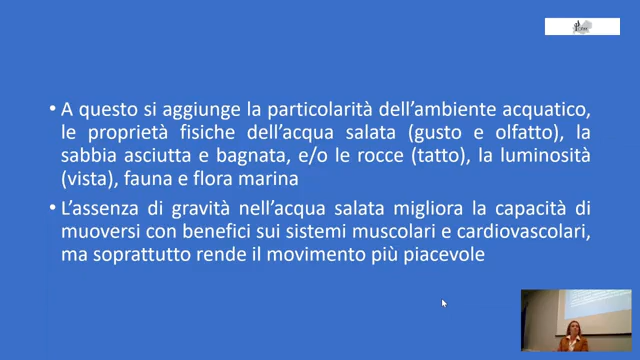 • A questo si aggiunge la particolarità dell'ambiente acquatico,
le proprietà fisiche dell'acqua salata (gusto e olfatto), la
sabbia asciutta e bagnata, e/o le rocce (tatto), la luminosità
(vista), fauna e flora marina
• L'assenza di gravità nell'acqua salata migliora la capacità di
muoversi con benefici sui sistemi muscolari e cardiovascolari,
ma soprattutto rende il movimento più piacevole